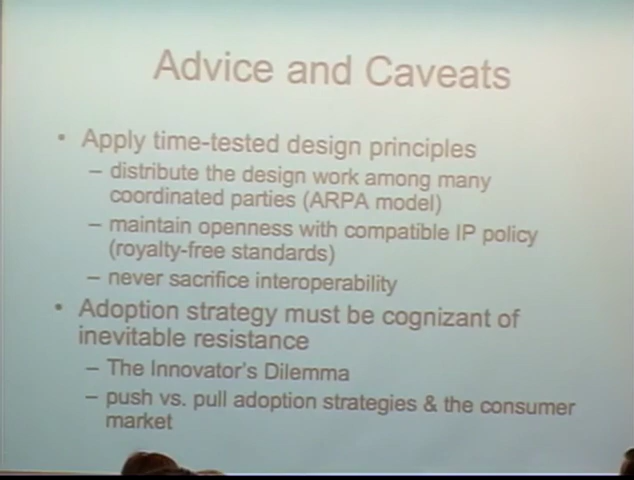 Advice and Caveats
• Apply time-tested design principles
– distribute the design work among many
coordinated parties (ARPA model)
– maintain openness with compatible IP policy
(royalty-free standards)
– never sacrifice interoperability
• Adoption strategy must be cognizant of
inevitable resistance
– The Innovator's Dilemma
– push vs. pull adoption strategies & the consumer
market